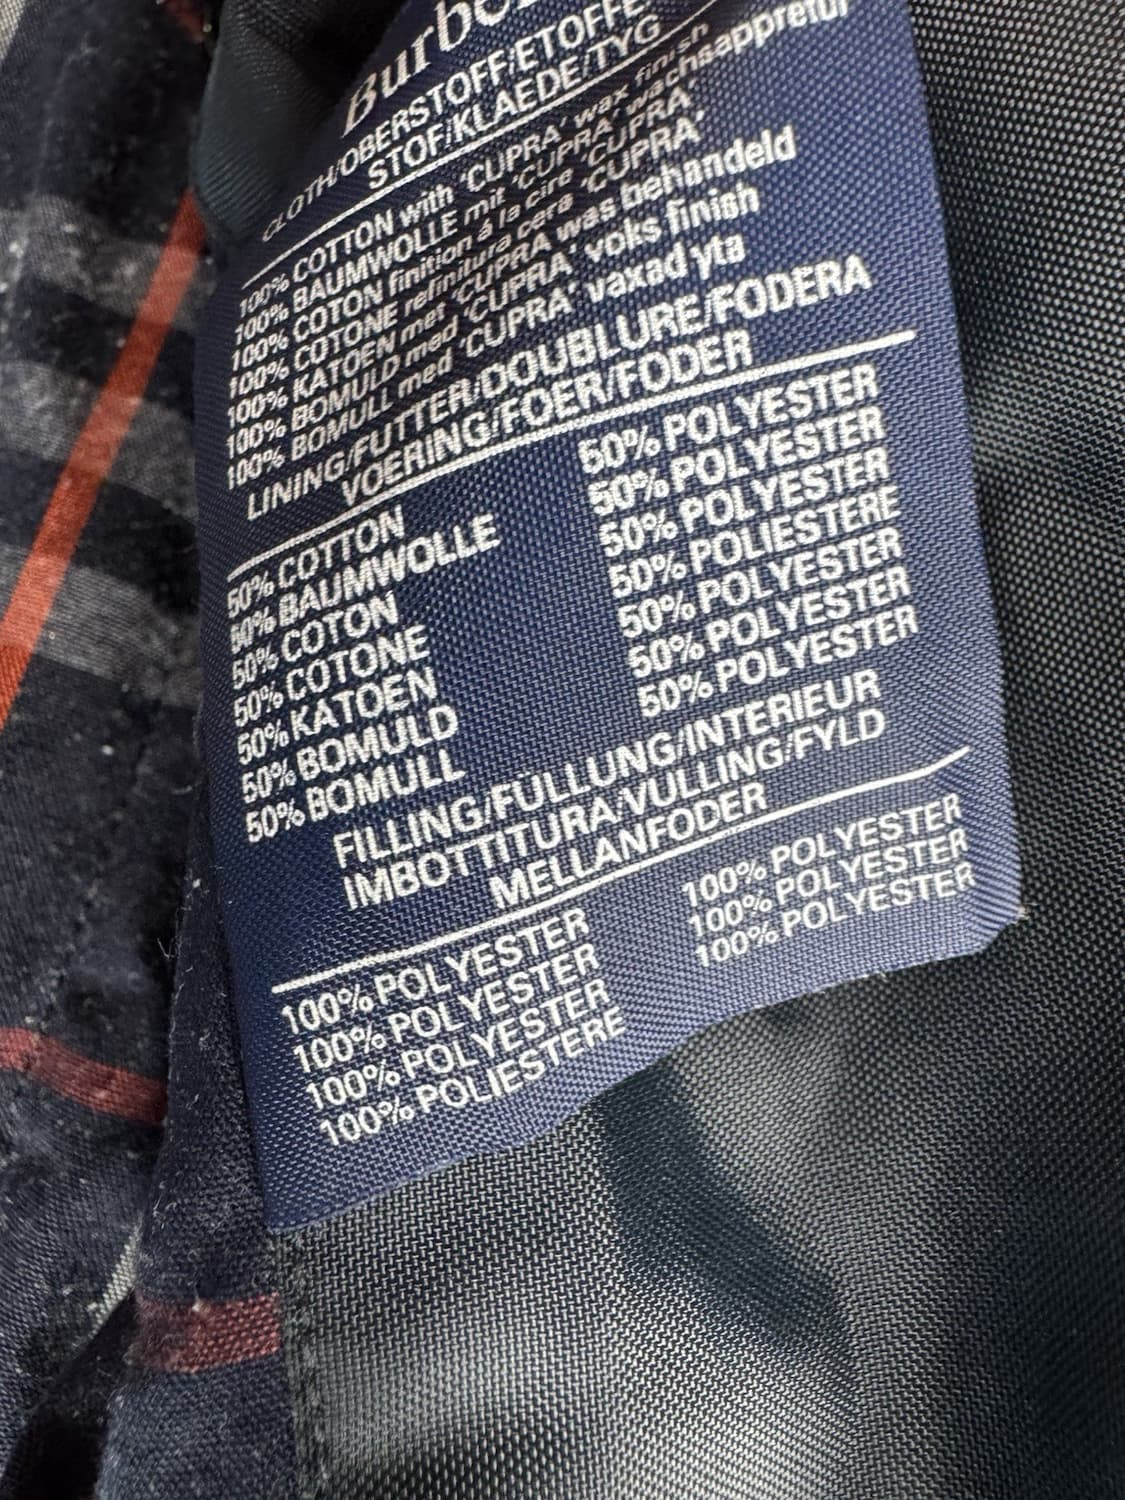 CLOTH/OBERSTOFF/ETOFFE
STOF/KLAEDE/TYG
100% COTTON with 'CUPRA' wax finish
100% BAUMWOLLE mit 'CUPRA' wachsappretur
100% COTON finition à la cire 'CUPRA'
100% COTONE refinitura cera 'CUPRA'
100% KATOEN met 'CUPRA' was behandeld
100% BOMULD med 'CUPRA' voks finish
100% BOMULL med 'CUPRA' vaxad yta
LINING/FUTTER/DOUBLURE/FODERA
VOERING/FOER/FODER
50% COTTON 50% POLYESTER
50% BAUMWOLLE 50% POLYESTER
50% COTON 50% POLYESTER
50% COTONE 50% POLIESTERE
50% KATOEN 50% POLYESTER
50% BOMULD 50% POLYESTER
50% BOMULL 50% POLYESTER
FILLING/FÜLLUNG/INTERIEUR
IMBOTTITURA/VULLING/FYLD
MELLANFODER
100% POLYESTER 100% POLYESTER
100% POLYESTER 100% POLYESTER
100% POLYESTER 100% POLYESTER
100% POLIESTERE